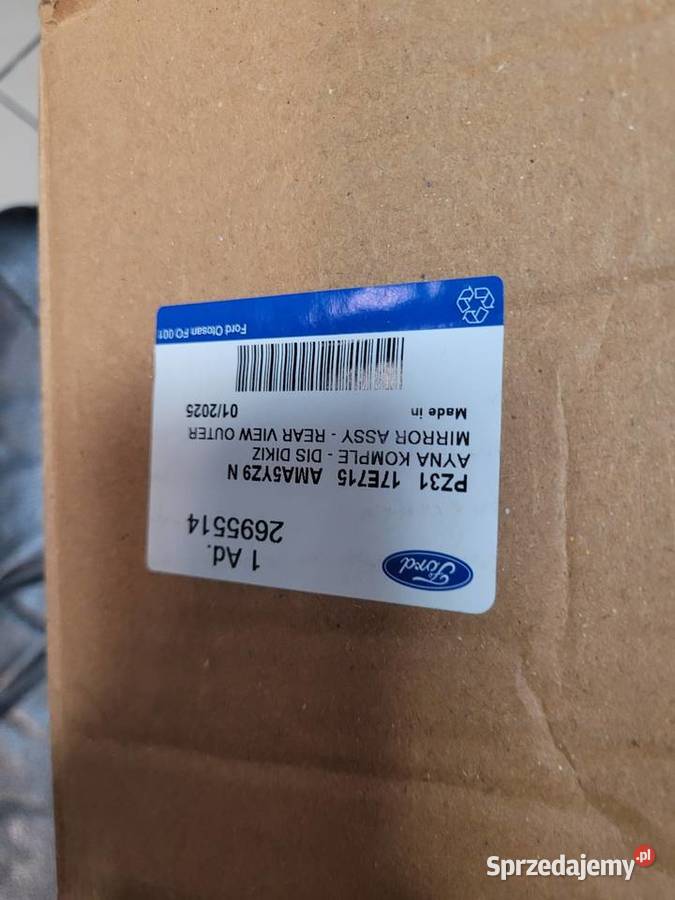 Ford
1 Ad.
2695514
PZ31 17E715 AMA5YZ9 N
AYNA KOMPLE - DIS DIKIZ
MIRROR ASSY - REAR VIEW OUTER
Made in 01/2025
Ford Otosan FO 001
Sprzedajemy.pl